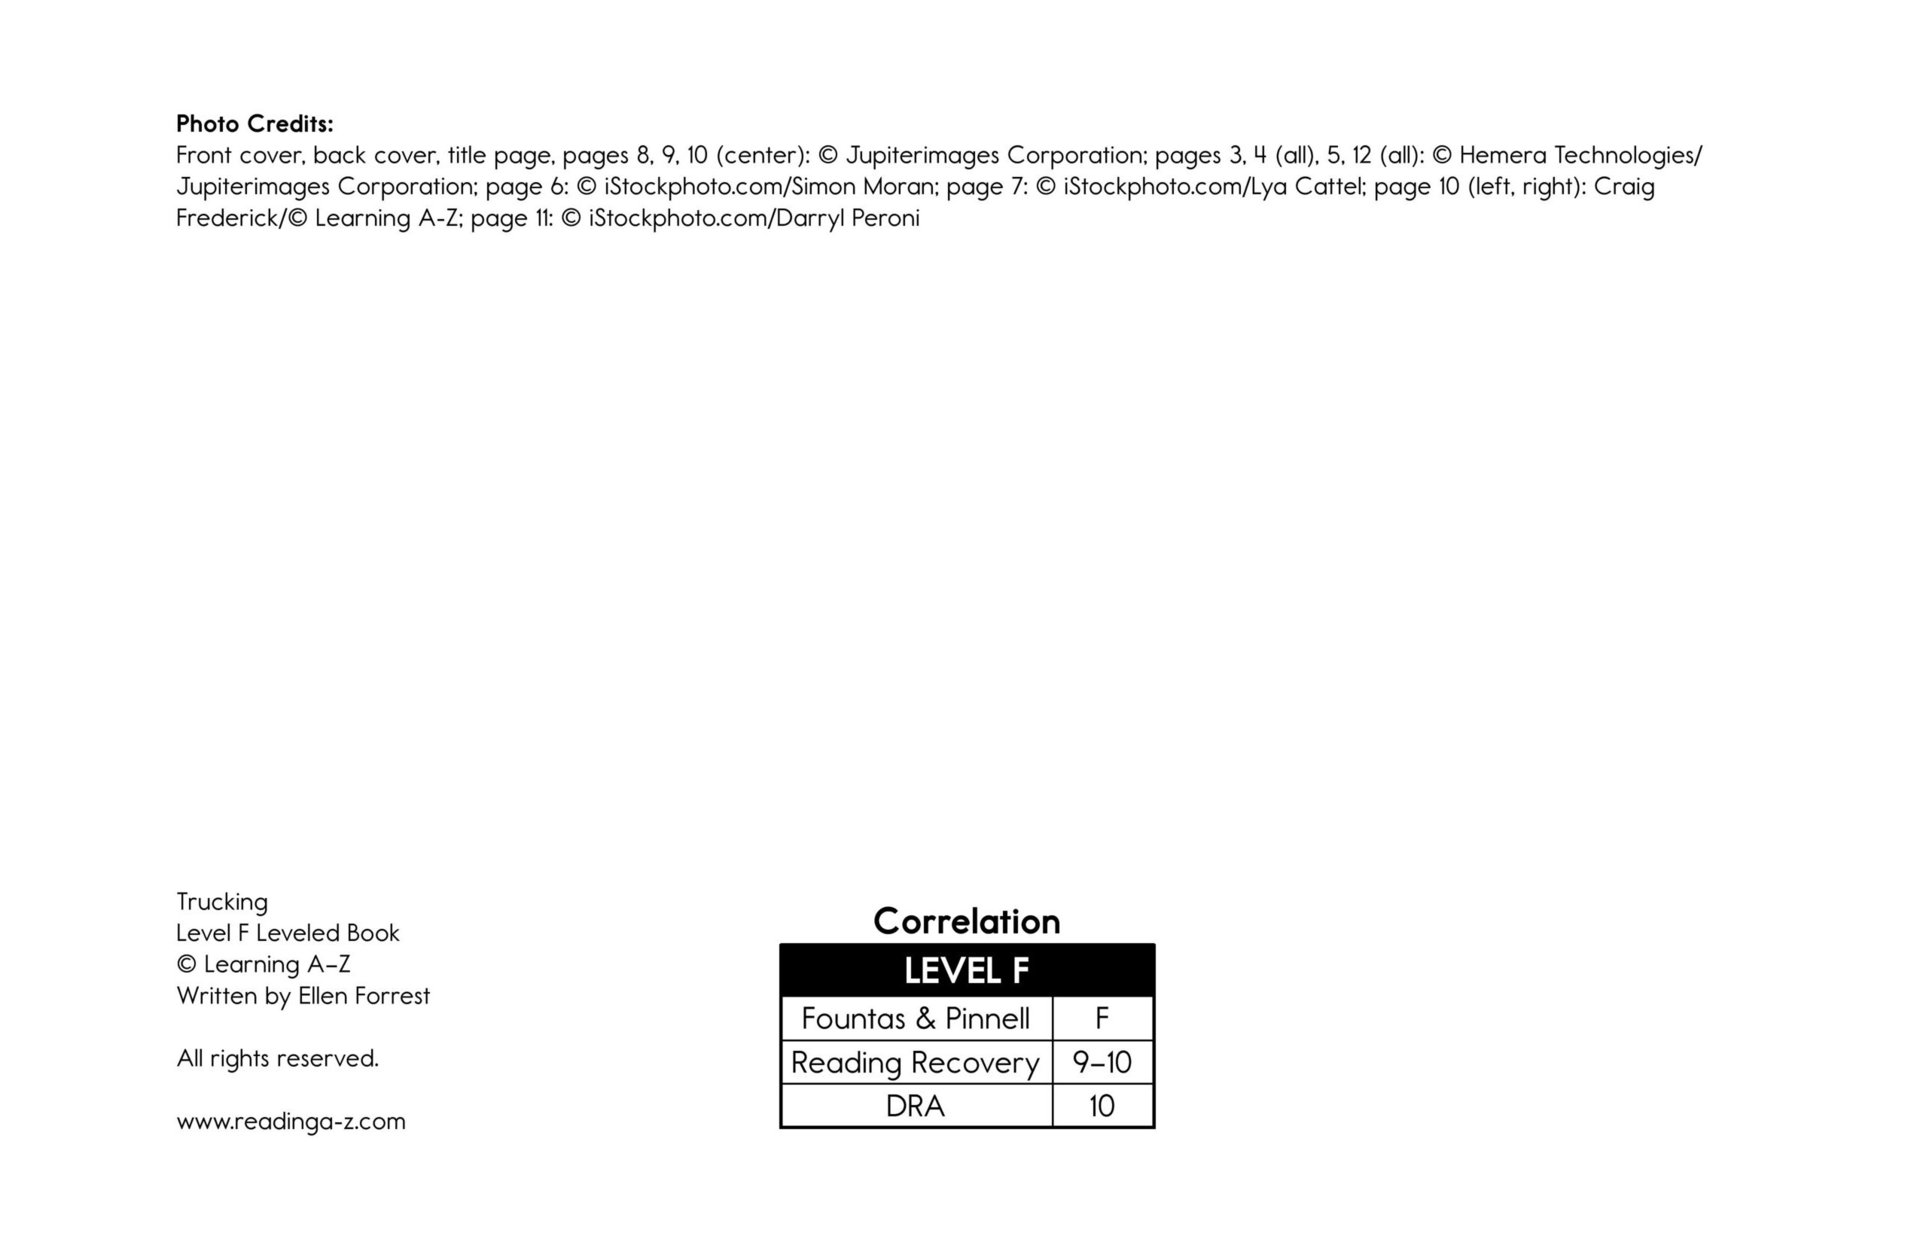 Photo Credits:
Front cover, back cover, title page, pages 8, 9, 10 (center): © Jupiterimages Corporation; pages 3, 4 (all), 5, 12 (all): © Hemera Technologies/
Jupiterimages Corporation; page 6: © iStockphoto.com/Simon Moran; page 7: © iStockphoto.com/Lya Cattel; page 10 (left, right): Craig
Frederick/© Learning A-Z; page 11: © iStockphoto.com/Darryl Peroni
Trucking
Level F Leveled Book
© Learning A–Z
Written by Ellen Forrest
All rights reserved.
www.readinga-z.com
Correlation
LEVEL F
Fountas & Pinnell F
Reading Recovery 9–10
DRA 10